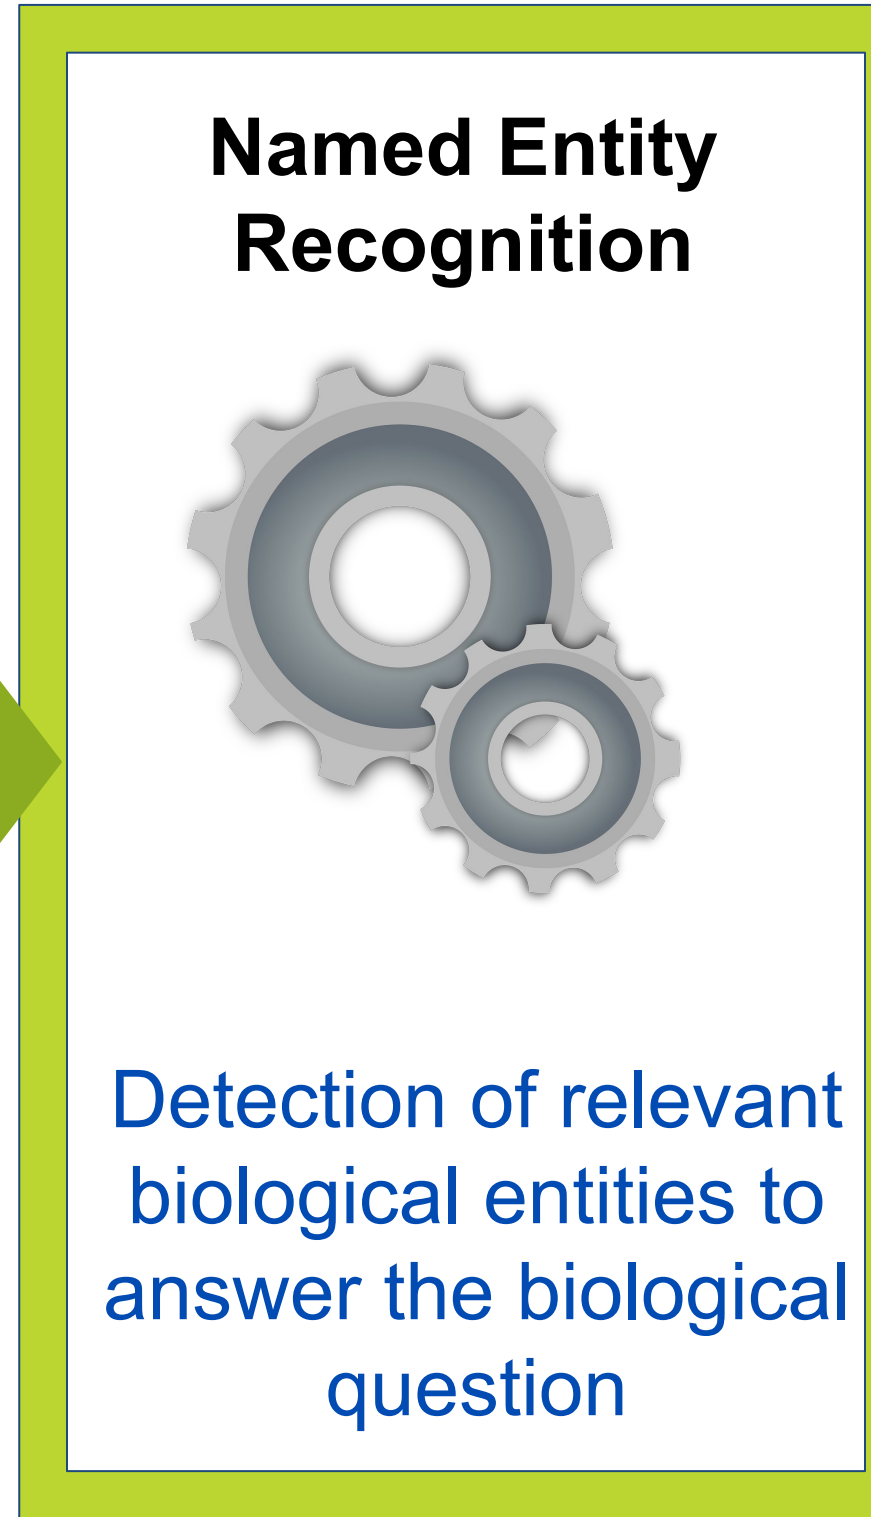 Named Entity
Recognition
Detection of relevant
biological entities to
answer the biological
question